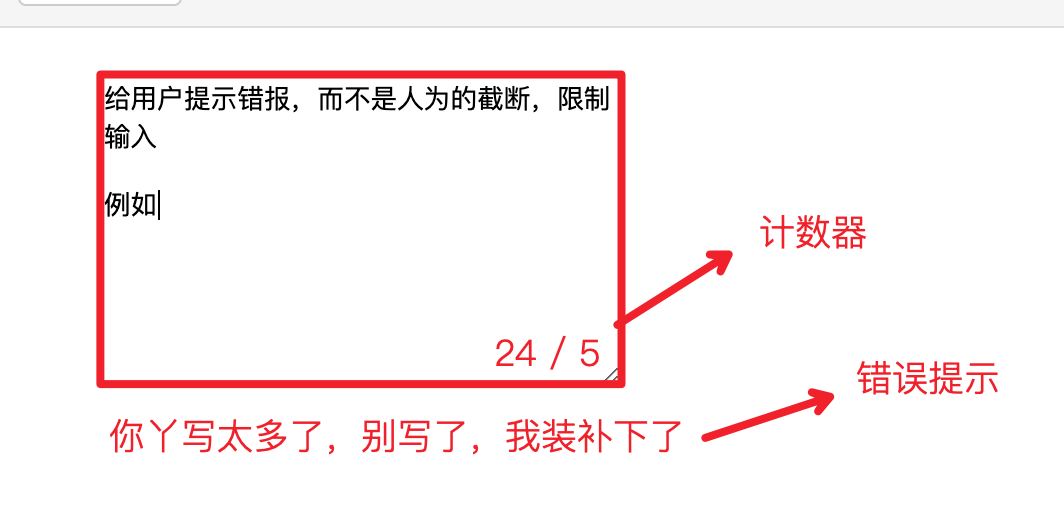 给用户提示错报，而不是人为的截断，限制
输入
例如
计数器
24 / 5
错误提示
你丫写太多了，别写了，我装补下了